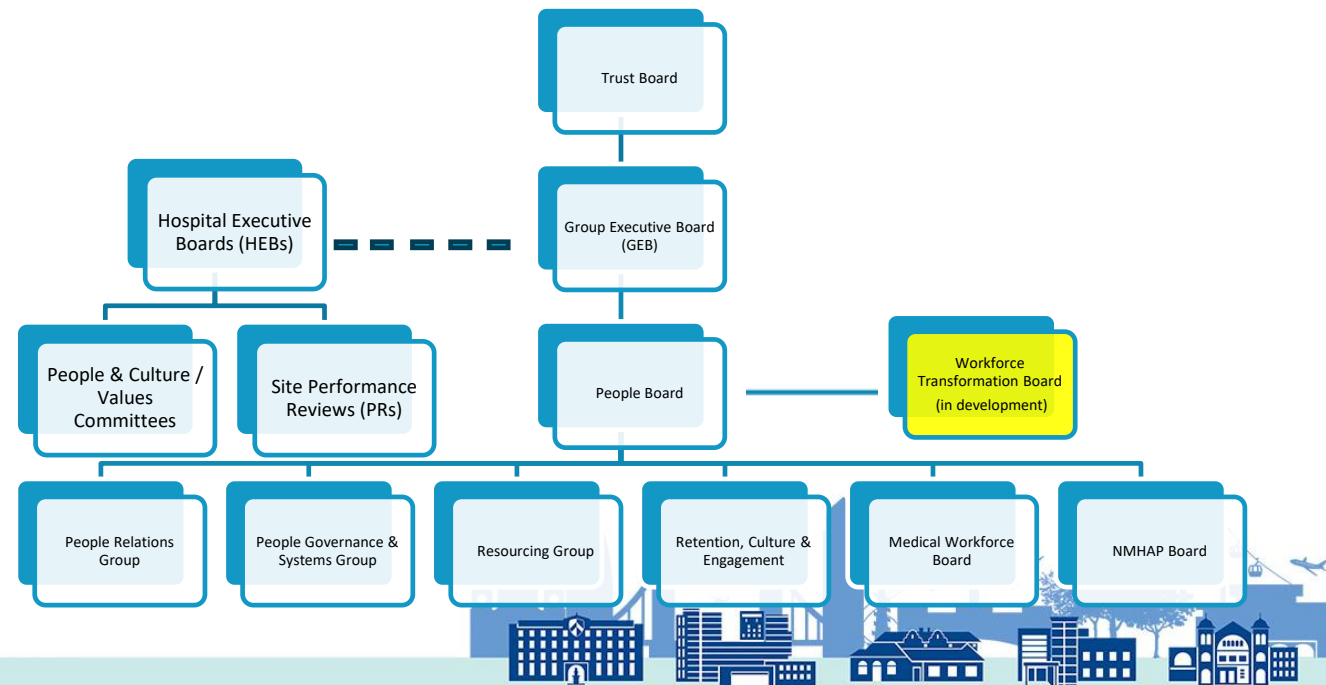 Trust Board
Hospital Executive
Boards (HEBs)
Group Executive Board
(GEB)
People & Culture /
Values
Committees
Site Performance
Reviews (PRs)
People Board
Workforce
Transformation Board
(in development)
People Relations
Group
People Governance &
Systems Group
Resourcing Group
Retention, Culture &
Engagement
Medical Workforce
Board
NMHAP Board